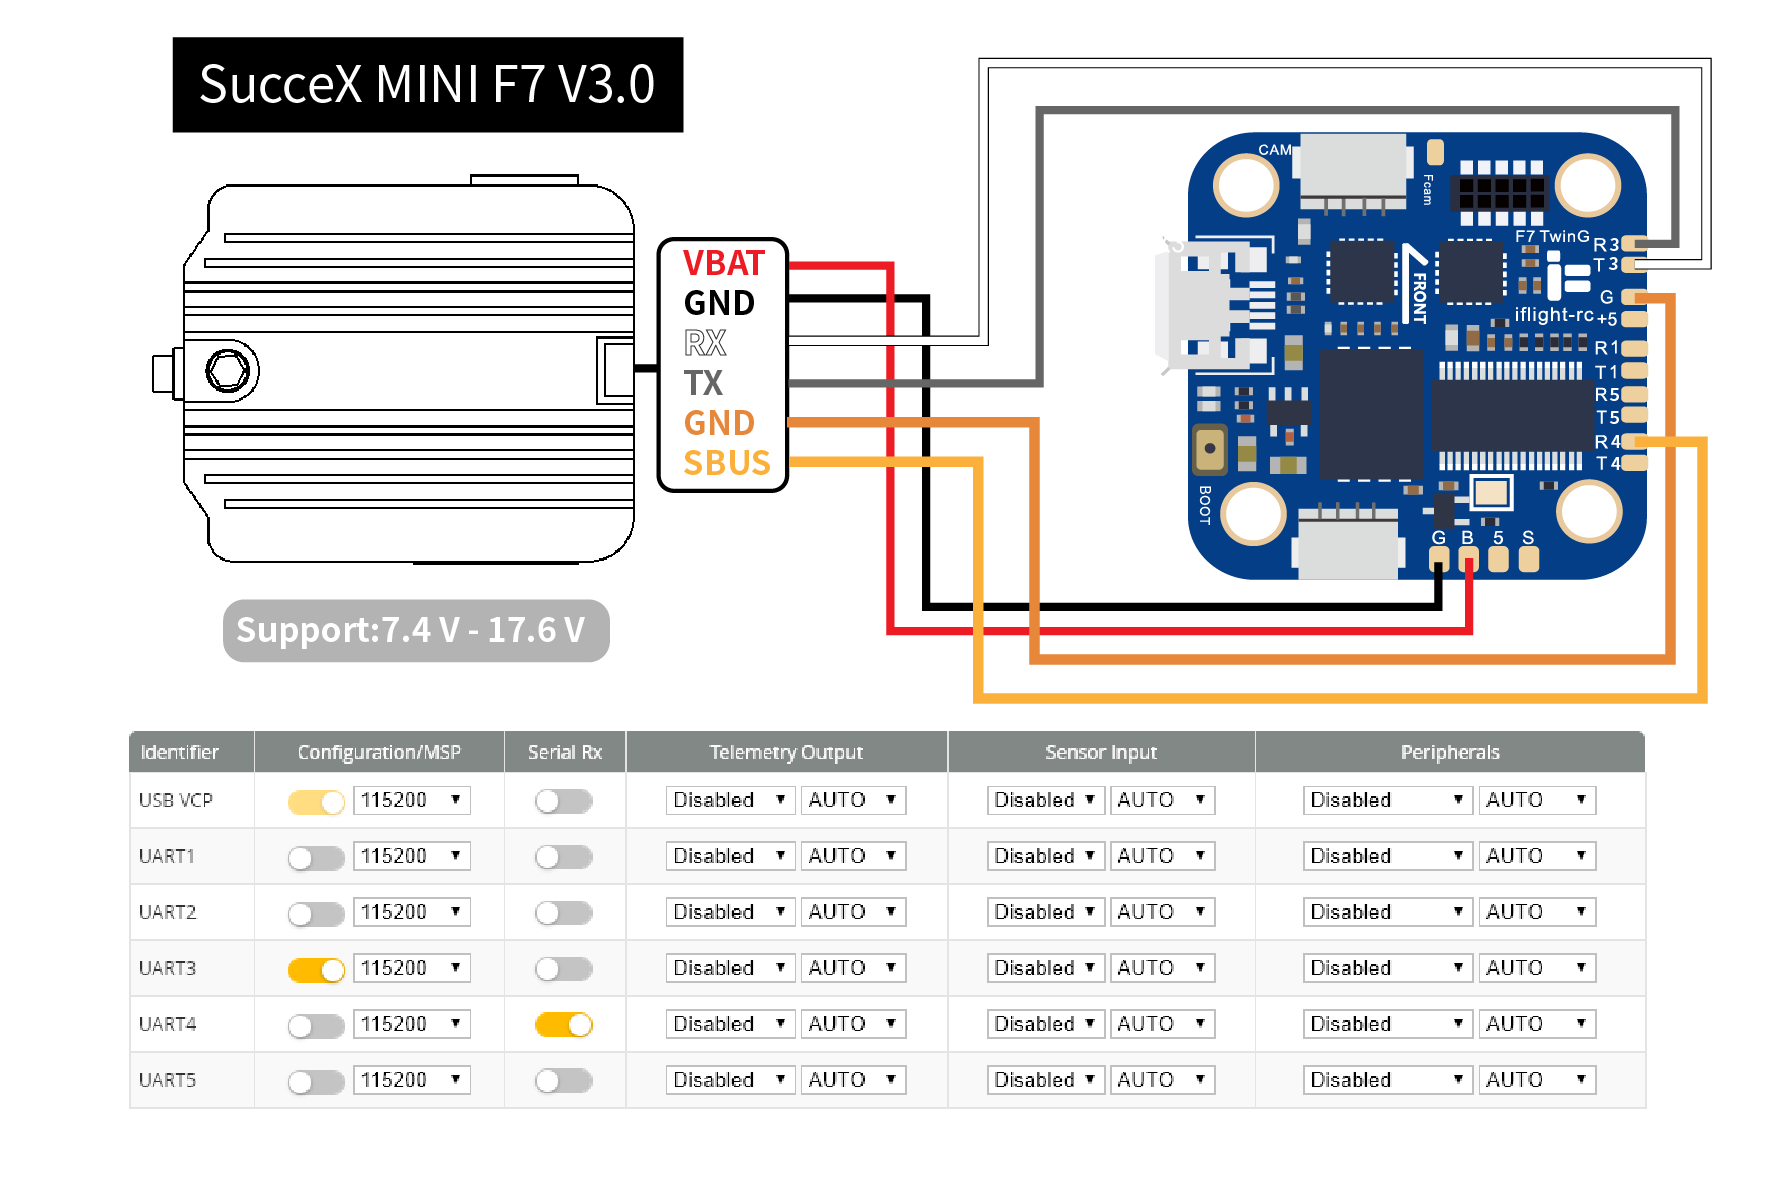 SucceX MINI F7 V3.0
VBAT
GND
RX
TX
GND
SBUS
Support:7.4 V - 17.6 V
CAM
Fcam
F7 TwinG
FRONT
iflight-rc
BOOT
R3
T3
G
+5
R1
T1
R5
T5
R4
T4
G B 5 S
Identifier Configuration/MSP Serial Rx Telemetry Output Sensor Input Peripherals
USB VCP 115200 Disabled AUTO Disabled AUTO Disabled AUTO
UART1 115200 Disabled AUTO Disabled AUTO Disabled AUTO
UART2 115200 Disabled AUTO Disabled AUTO Disabled AUTO
UART3 115200 Disabled AUTO Disabled AUTO Disabled AUTO
UART4 115200 Disabled AUTO Disabled AUTO Disabled AUTO
UART5 115200 Disabled AUTO Disabled AUTO Disabled AUTO